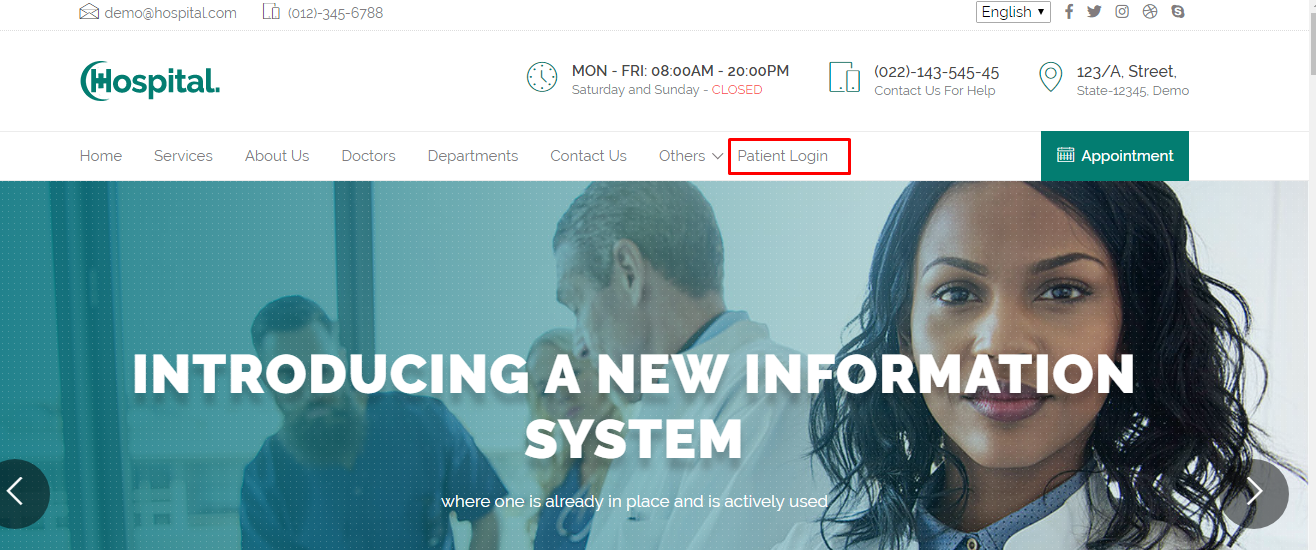 demo@hospital.com (012)-345-6788 English
Hospital.
MON - FRI: 08:00AM - 20:00PM
Saturday and Sunday - CLOSED
(022)-143-545-45
Contact Us For Help
123/A, Street,
State-12345, Demo
Home Services About Us Doctors Departments Contact Us Others Patient Login Appointment
INTRODUCING A NEW INFORMATION
SYSTEM
where one is already in place and is actively used